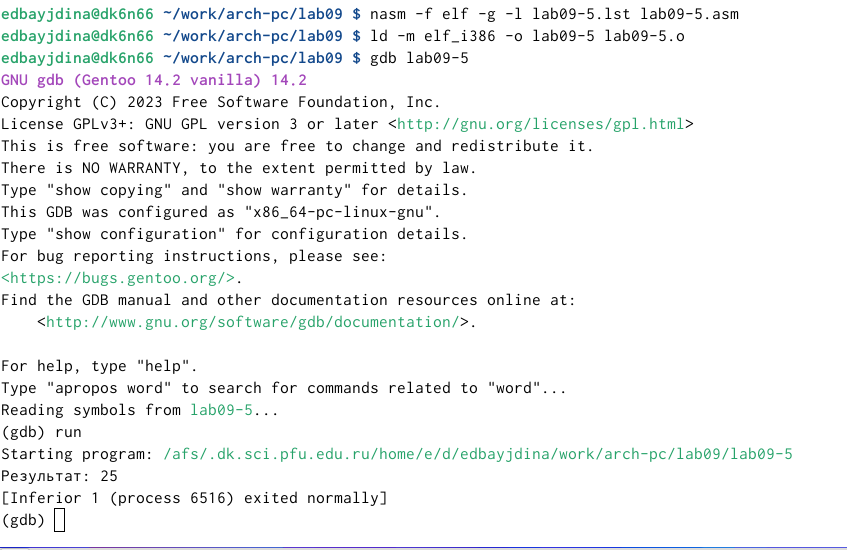 edbayjdina@dk6n66 ~/work/arch-pc/lab09 $ nasm -f elf -g -l lab09-5.lst lab09-5.asm
edbayjdina@dk6n66 ~/work/arch-pc/lab09 $ ld -m elf_i386 -o lab09-5 lab09-5.o
edbayjdina@dk6n66 ~/work/arch-pc/lab09 $ gdb lab09-5
GNU gdb (Gentoo 14.2 vanilla) 14.2
Copyright (C) 2023 Free Software Foundation, Inc.
License GPLv3+: GNU GPL version 3 or later <http://gnu.org/licenses/gpl.html>
This is free software: you are free to change and redistribute it.
There is NO WARRANTY, to the extent permitted by law.
Type "show copying" and "show warranty" for details.
This GDB was configured as "x86_64-pc-linux-gnu".
Type "show configuration" for configuration details.
For bug reporting instructions, please see:
<https://bugs.gentoo.org/>.
Find the GDB manual and other documentation resources online at:
    <http://www.gnu.org/software/gdb/documentation/>.

For help, type "help".
Type "apropos word" to search for commands related to "word"...
Reading symbols from lab09-5...
(gdb) run
Starting program: /afs/.dk.sci.pfu.edu.ru/home/e/d/edbayjdina/work/arch-pc/lab09/lab09-5
Результат: 25
[Inferior 1 (process 6516) exited normally]
(gdb)